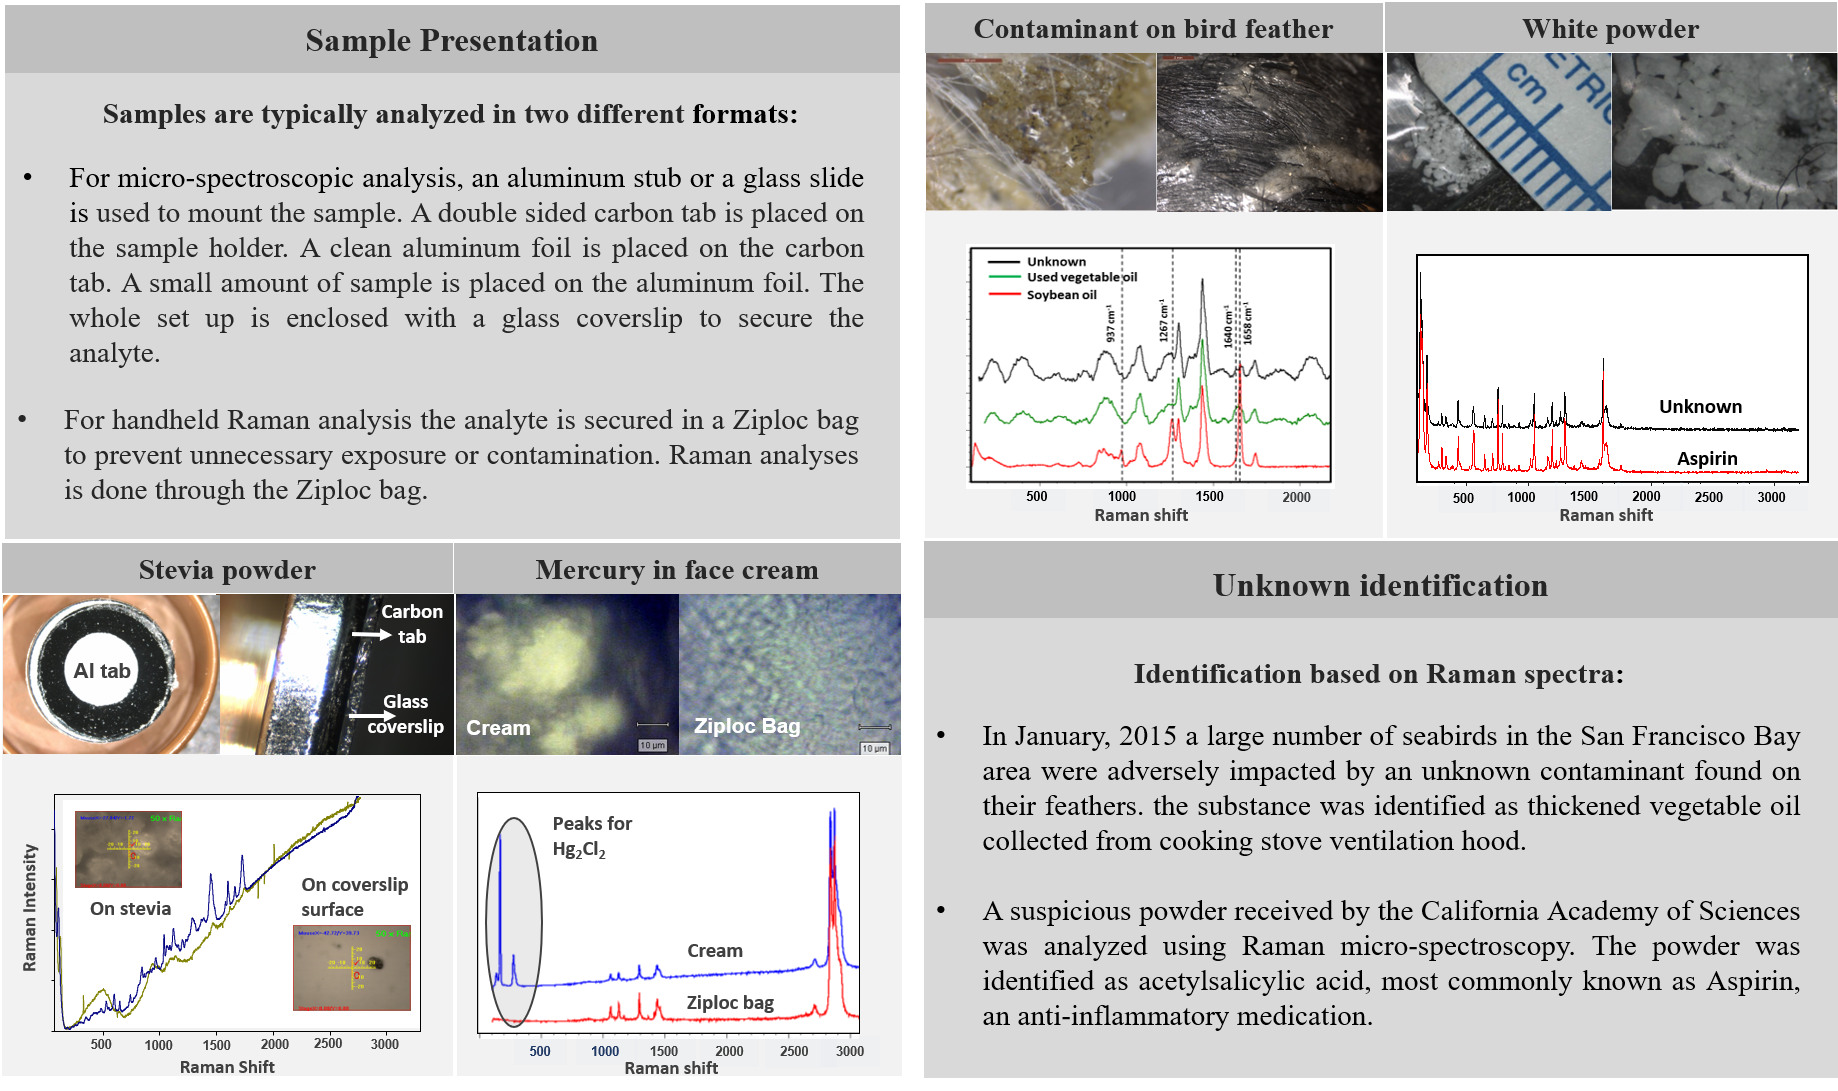 Sample Presentation
Samples are typically analyzed in two different formats:
• For micro-spectroscopic analysis, an aluminum stub or a glass slide
is used to mount the sample. A double sided carbon tab is placed on
the sample holder. A clean aluminum foil is placed on the carbon
tab. A small amount of sample is placed on the aluminum foil. The
whole set up is enclosed with a glass coverslip to secure the
analyte.
• For handheld Raman analysis the analyte is secured in a Ziploc bag
to prevent unnecessary exposure or contamination. Raman analyses
is done through the Ziploc bag.
Stevia powder
Al tab
Carbon
tab
Glass
coverslip
50 x Ra
On stevia
On coverslip
surface
50 x Ra
Raman Intensity
500 1000 1500 2000 2500 3000
Raman Shift
Mercury in face cream
Cream
10 µm
Ziploc Bag
10 µm
Peaks for
Hg2Cl2
Cream
Ziploc bag
500 1000 1500 2000 2500 3000
Raman shift
Contaminant on bird feather
Unknown
Used vegetable oil
Soybean oil
937 cm-1
1267 cm-1
1640 cm-1
1658 cm-1
500 1000 1500 2000
Raman shift
White powder
cm
ETRIC
Unknown
Aspirin
500 1000 1500 2000 2500 3000
Raman shift
Unknown identification
Identification based on Raman spectra:
• In January, 2015 a large number of seabirds in the San Francisco Bay
area were adversely impacted by an unknown contaminant found on
their feathers. the substance was identified as thickened vegetable oil
collected from cooking stove ventilation hood.
• A suspicious powder received by the California Academy of Sciences
was analyzed using Raman micro-spectroscopy. The powder was
identified as acetylsalicylic acid, most commonly known as Aspirin,
an anti-inflammatory medication.